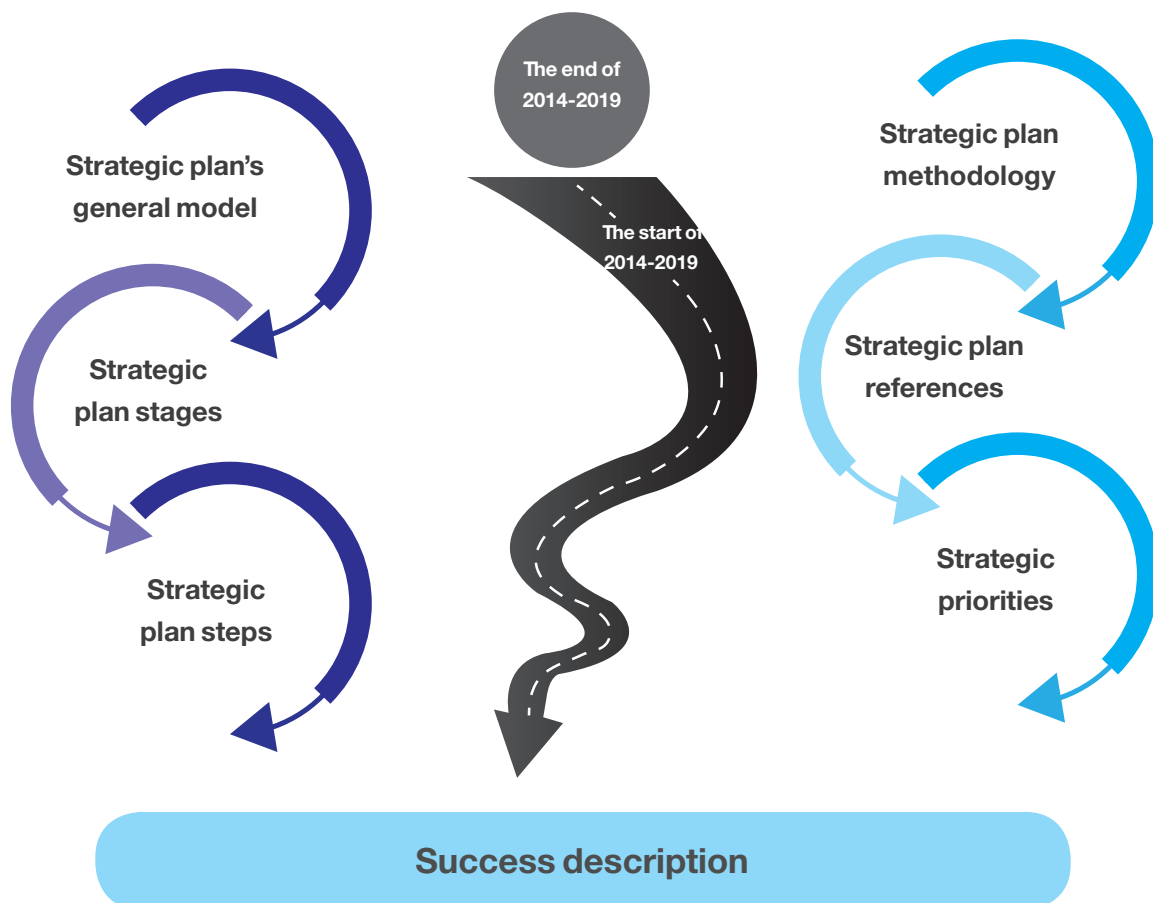 Strategic plan's
general model
Strategic
plan stages
Strategic
plan steps
The end of
2014-2019
The start of
2014-2019
Strategic plan
methodology
Strategic plan
references
Strategic
priorities
Success description